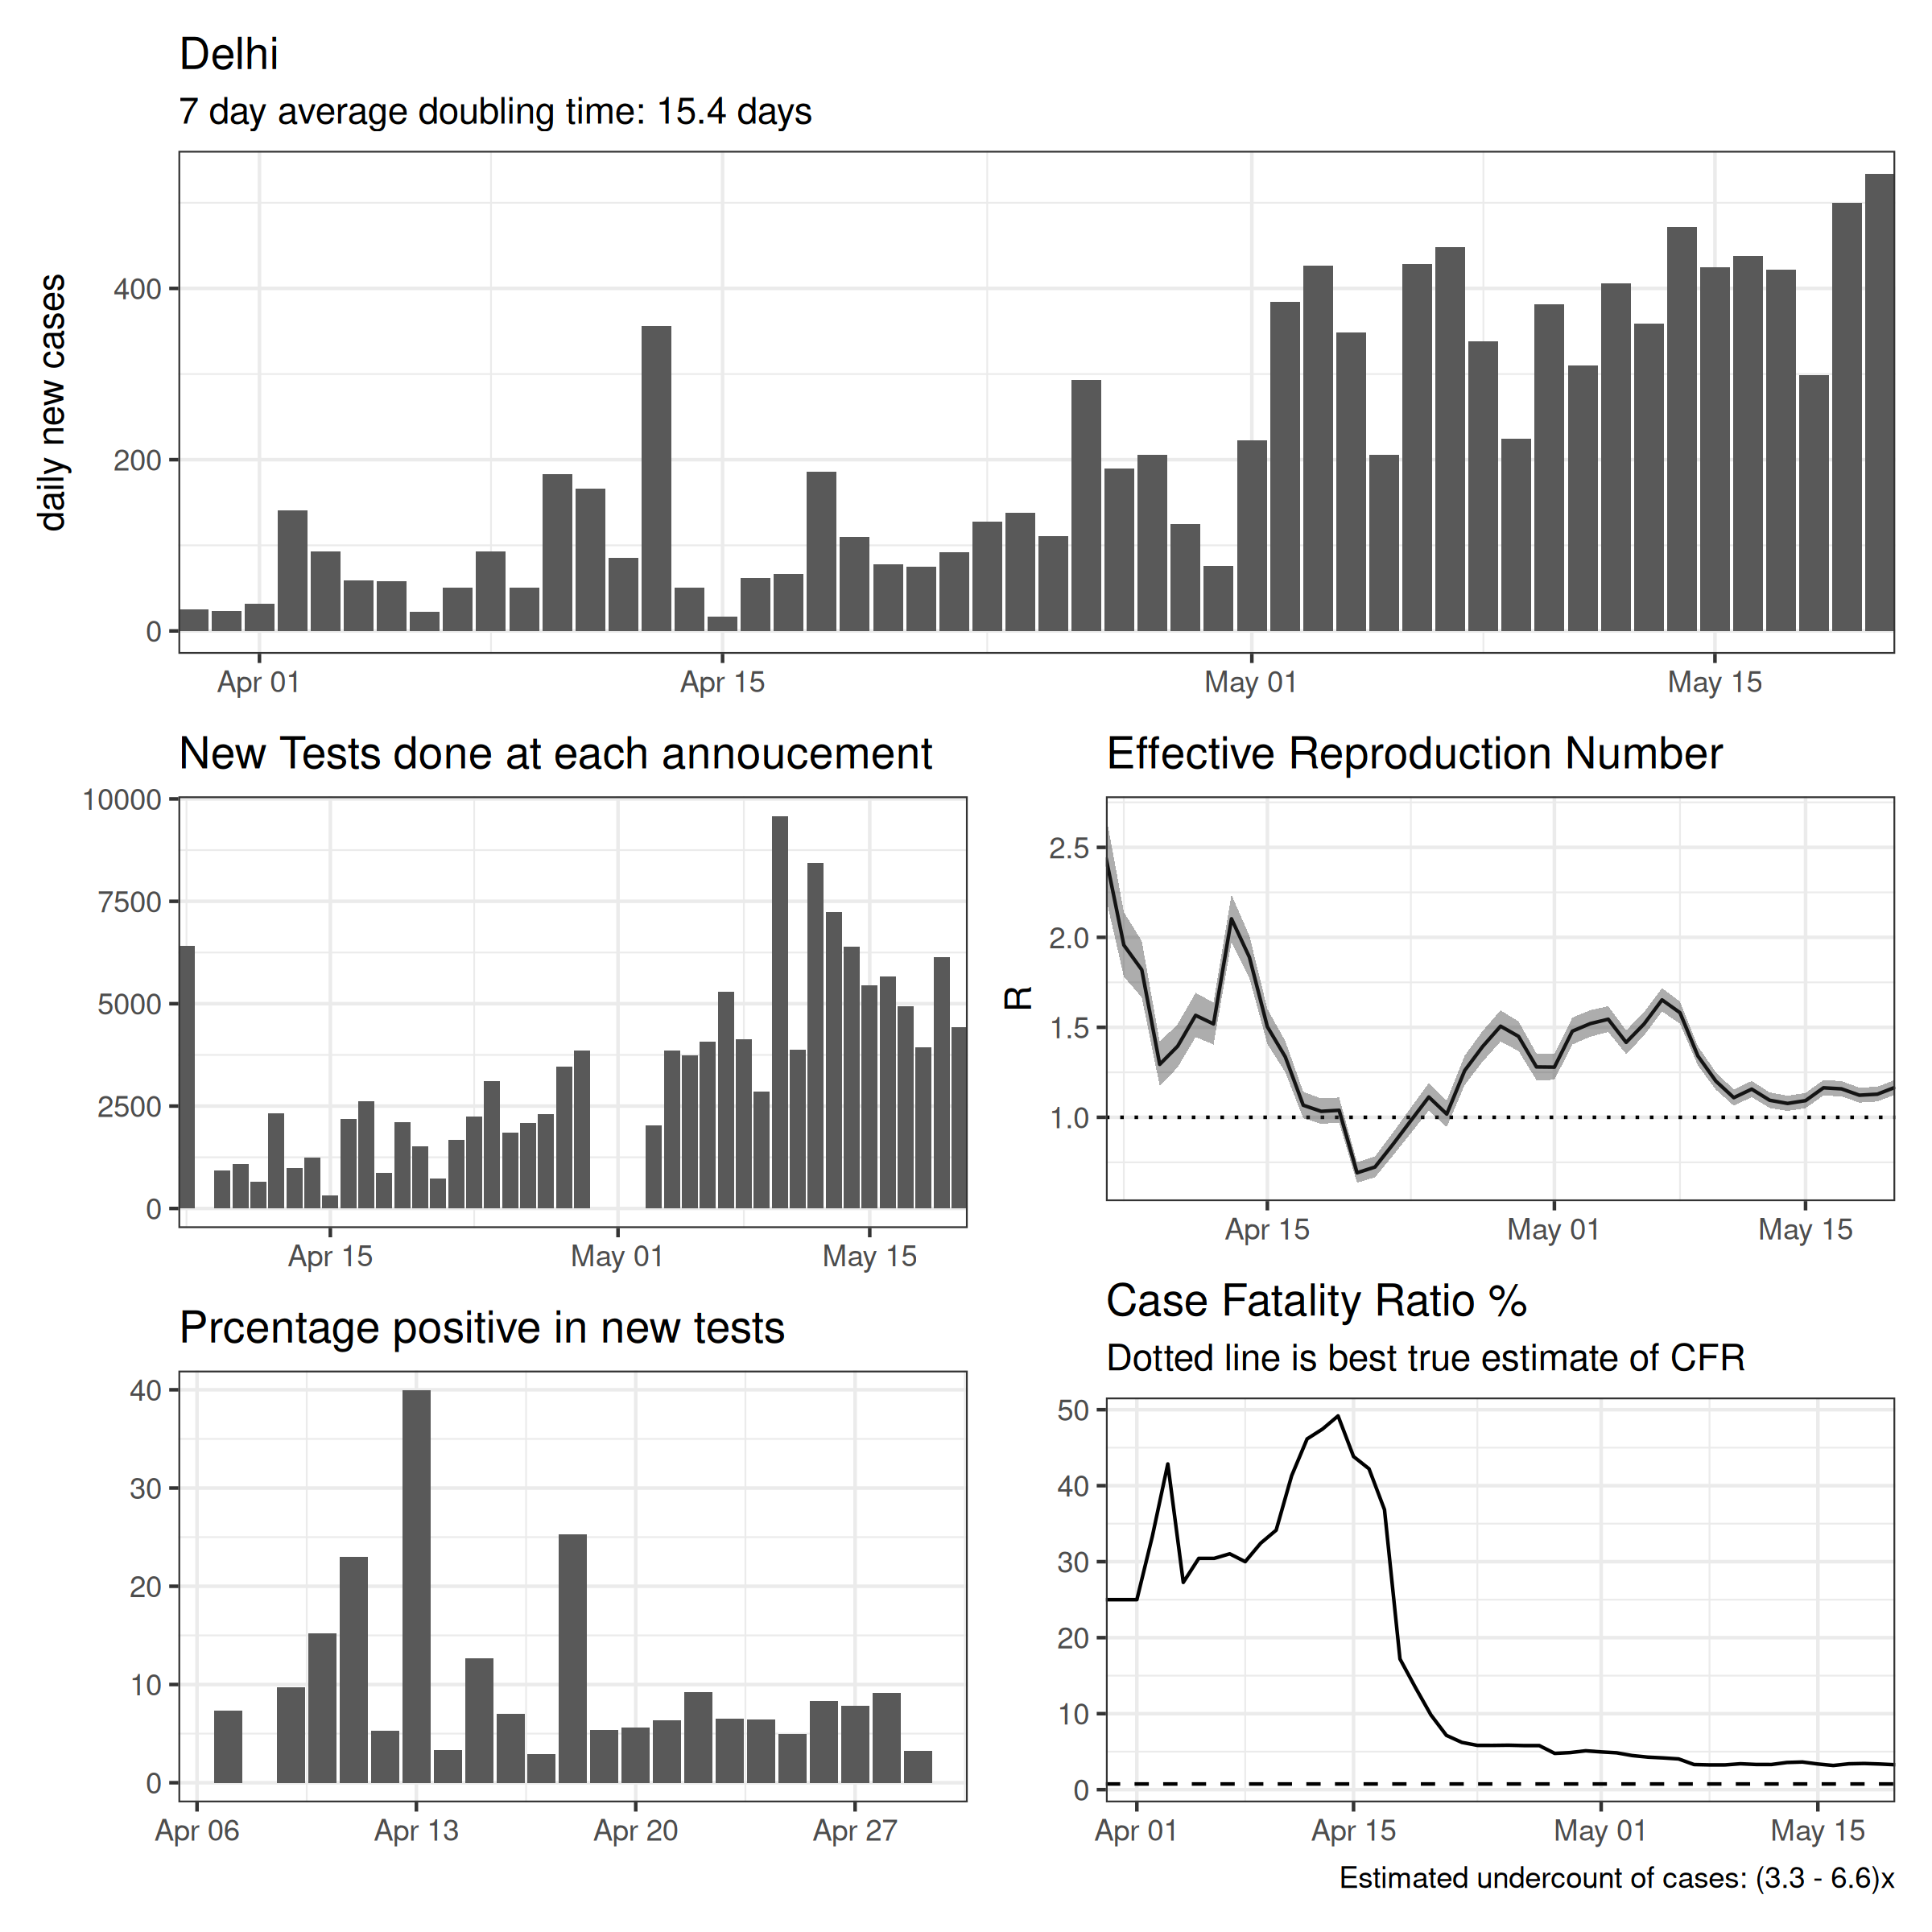 Delhi
7 day average doubling time: 15.4 days
daily new cases
400
200
0
Apr 01 Apr 15 May 01 May 15
New Tests done at each annoucement
10000
7500
5000
2500
0
Apr 15 May 01 May 15
Effective Reproduction Number
R
2.5
2.0
1.5
1.0
Apr 15 May 01 May 15
Prcentage positive in new tests
40
30
20
10
0
Apr 06 Apr 13 Apr 20 Apr 27
Case Fatality Ratio %
Dotted line is best true estimate of CFR
50
40
30
20
10
0
Apr 01 Apr 15 May 01 May 15
Estimated undercount of cases: (3.3 - 6.6)x